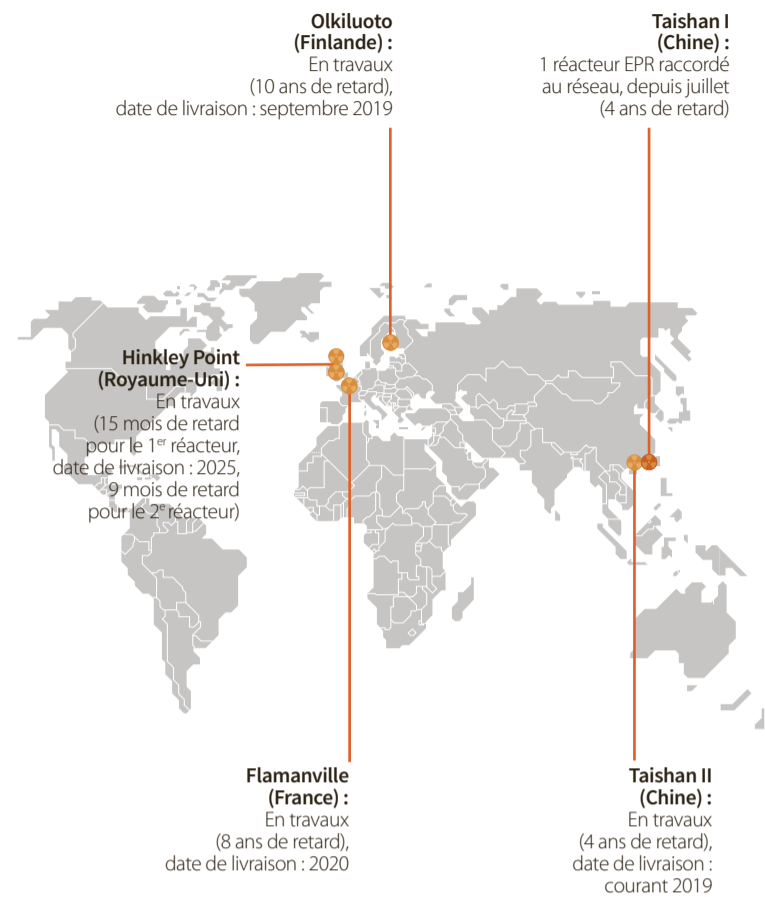 Olkiluoto
(Finlande) :
En travaux
(10 ans de retard),
date de livraison : septembre 2019
Taishan I
(Chine) :
1 réacteur EPR raccordé
au réseau, depuis juillet
(4 ans de retard)
Hinkley Point
(Royaume-Uni) :
En travaux
(15 mois de retard
pour le 1er réacteur,
date de livraison : 2025,
9 mois de retard
pour le 2e réacteur)
Flamanville
(France) :
En travaux
(8 ans de retard),
date de livraison : 2020
Taishan II
(Chine) :
En travaux
(4 ans de retard),
date de livraison :
courant 2019